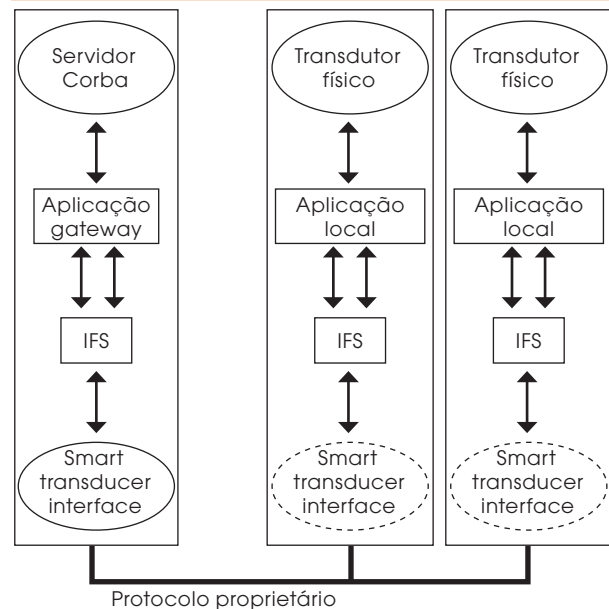 Servidor
Corba
Transdutor
físico
Transdutor
físico
Aplicação
gateway
Aplicação
local
Aplicação
local
IFS
IFS
IFS
Smart
transducer
interface
Smart
transducer
interface
Smart
transducer
interface
Protocolo proprietário